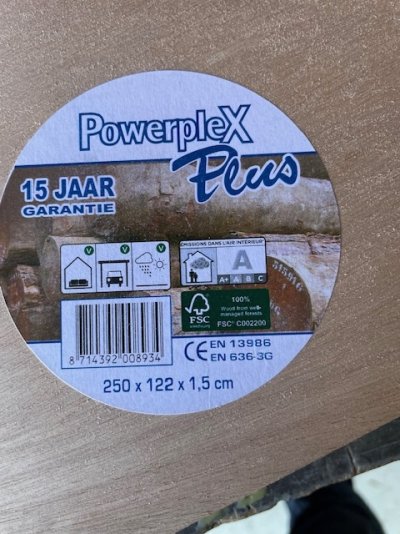 PowerpleX
Plus
15 JAAR
GARANTIE
V V V
ÉMISSIONS DANS L'AIR INTÉRIEUR
A
A+ A B C
FSC
100%
Wood from well-
managed forests
FSC® C002200
8 714392 008934
CE EN 13986
EN 636-3G
250 x 122 x 1,5 cm